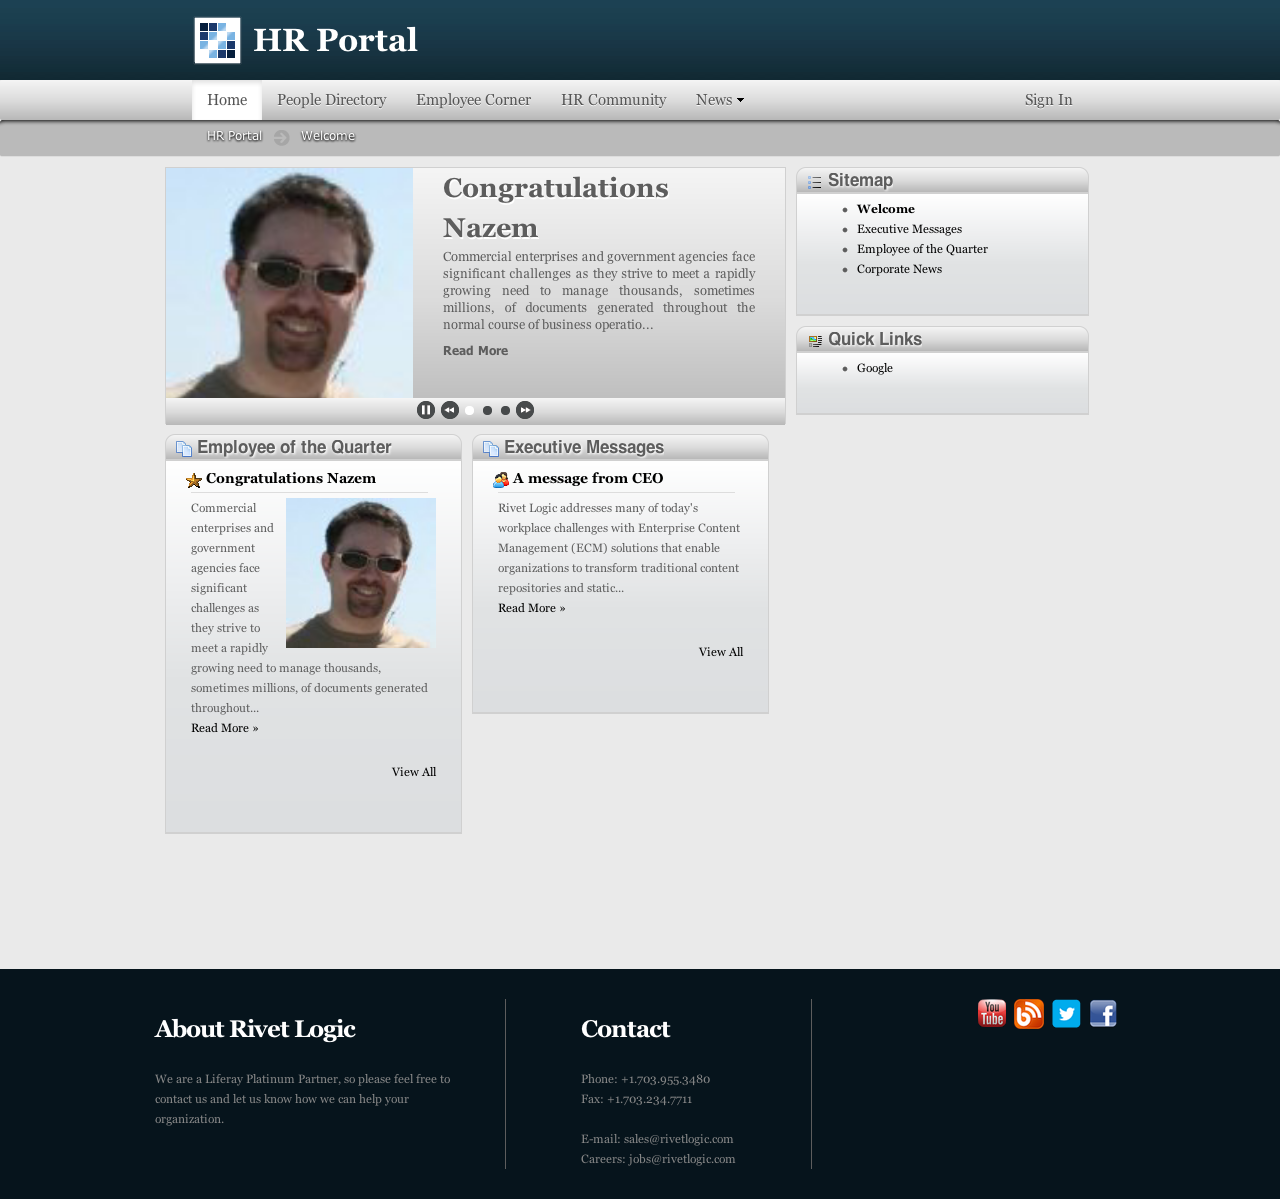 HR Portal
Home
People Directory
Employee Corner
HR Community
News
Sign In
HR Portal
Welcome
Congratulations
Nazem
Commercial enterprises and government agencies face
significant challenges as they strive to meet a rapidly
growing need to manage thousands, sometimes
millions, of documents generated throughout the
normal course of business operatio...
Read More
Sitemap
Welcome
Executive Messages
Employee of the Quarter
Corporate News
Quick Links
Google
Employee of the Quarter
Congratulations Nazem
Commercial
enterprises and
government
agencies face
significant
challenges as
they strive to
meet a rapidly
growing need to manage thousands,
sometimes millions, of documents generated
throughout...
Read More »
View All
Executive Messages
A message from CEO
Rivet Logic addresses many of today's
workplace challenges with Enterprise Content
Management (ECM) solutions that enable
organizations to transform traditional content
repositories and static...
Read More »
View All
About Rivet Logic
We are a Liferay Platinum Partner, so please feel free to
contact us and let us know how we can help your
organization.
Contact
Phone: +1.703.955.3480
Fax: +1.703.234.7711
E-mail: sales@rivetlogic.com
Careers: jobs@rivetlogic.com
You
Tube